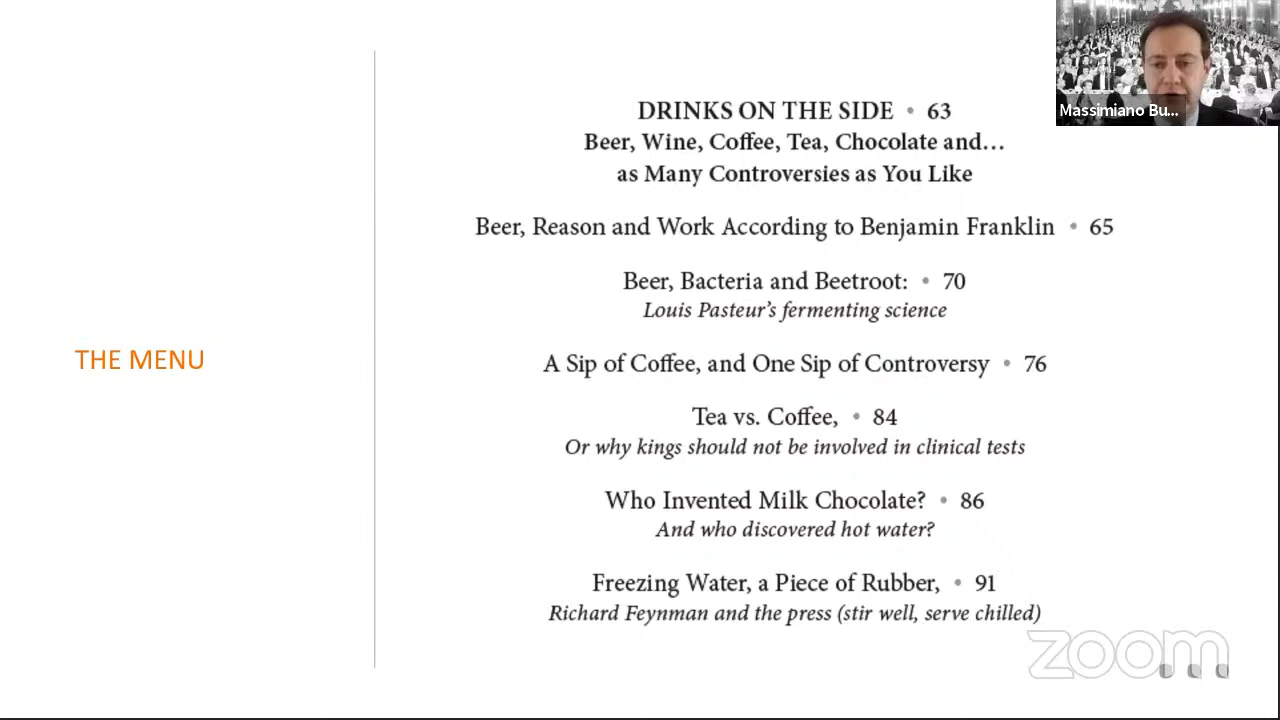 Massimiano Bu...
DRINKS ON THE SIDE • 63
Beer, Wine, Coffee, Tea, Chocolate and…
as Many Controversies as You Like
Beer, Reason and Work According to Benjamin Franklin • 65
Beer, Bacteria and Beetroot: • 70
Louis Pasteur’s fermenting science
A Sip of Coffee, and One Sip of Controversy • 76
THE MENU
Tea vs. Coffee, • 84
Or why kings should not be involved in clinical tests
Who Invented Milk Chocolate? • 86
And who discovered hot water?
Freezing Water, a Piece of Rubber, • 91
Richard Feynman and the press (stir well, serve chilled)
zoom